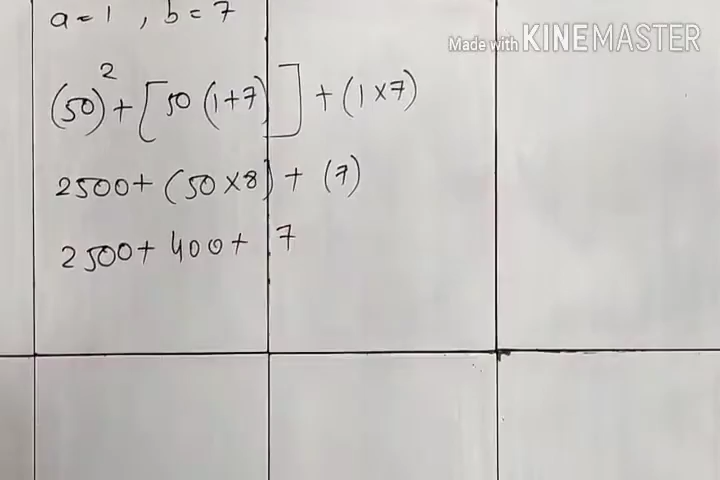 a = 1 , b = 7
Made with KINEMASTER
(50)² + [50 (1+7)] + (1 × 7)
2500 + (50 × 8) + (7)
2500 + 400 + 7